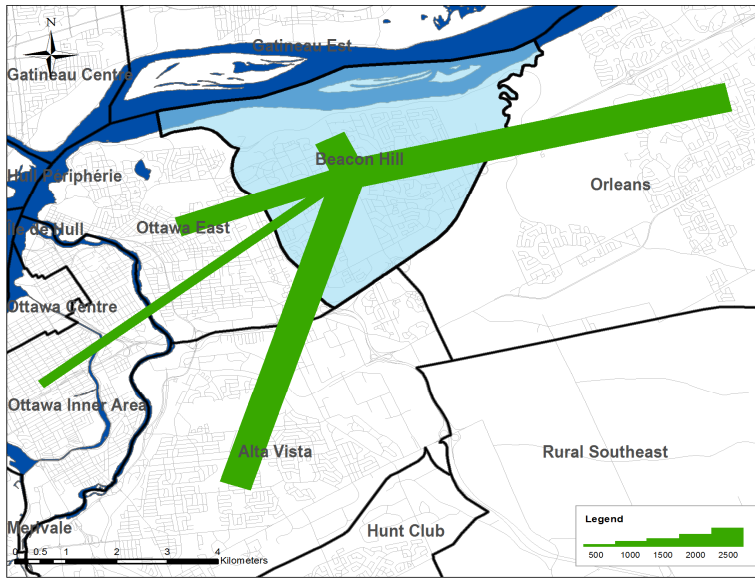 N
Gatineau Est
Gatineau Centre
Beacon Hill
Hull Périphérie
Orleans
Île de Hull
Ottawa East
Ottawa Centre
Ottawa Inner Area
Alta Vista
Rural Southeast
Merivale
Hunt Club
0 0.5 1 2 3 4
Kilometers
Legend
500 1000 1500 2000 2500